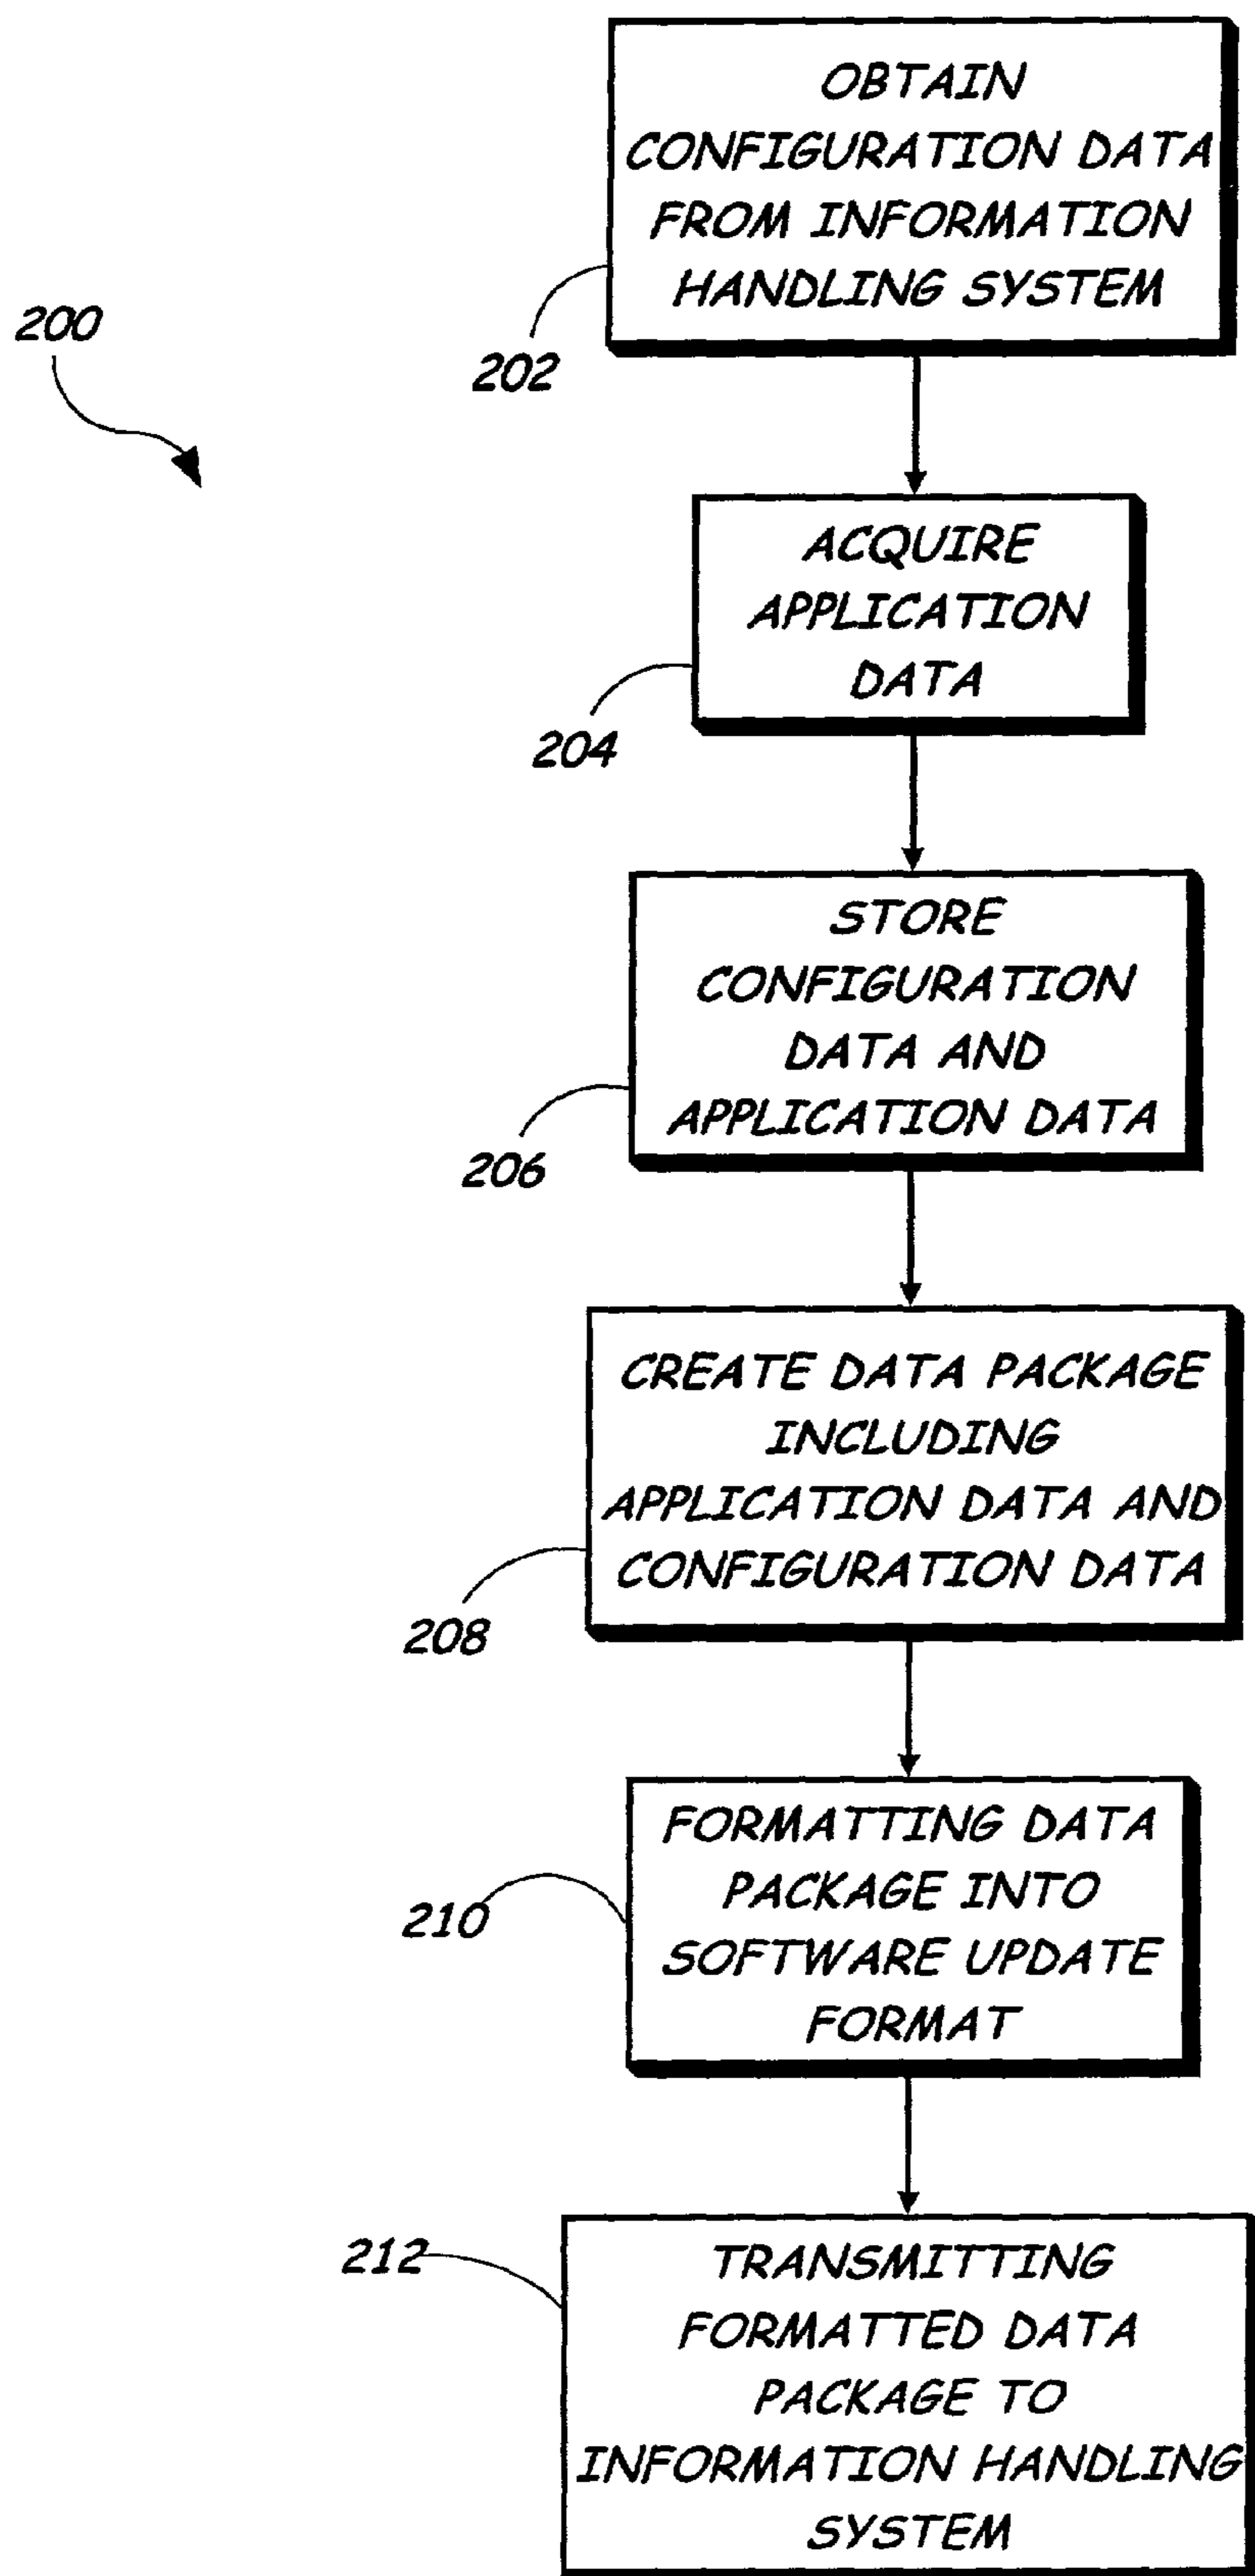 OBTAIN
CONFIGURATION DATA
FROM INFORMATION
HANDLING SYSTEM
200
202
ACQUIRE
APPLICATION
DATA
204
STORE
CONFIGURATION
DATA AND
APPLICATION DATA
206
CREATE DATA PACKAGE
INCLUDING
APPLICATION DATA AND
CONFIGURATION DATA
208
FORMATTING DATA
PACKAGE INTO
SOFTWARE UPDATE
FORMAT
210
212
TRANSMITTING
FORMATTED DATA
PACKAGE TO
INFORMATION HANDLING
SYSTEM